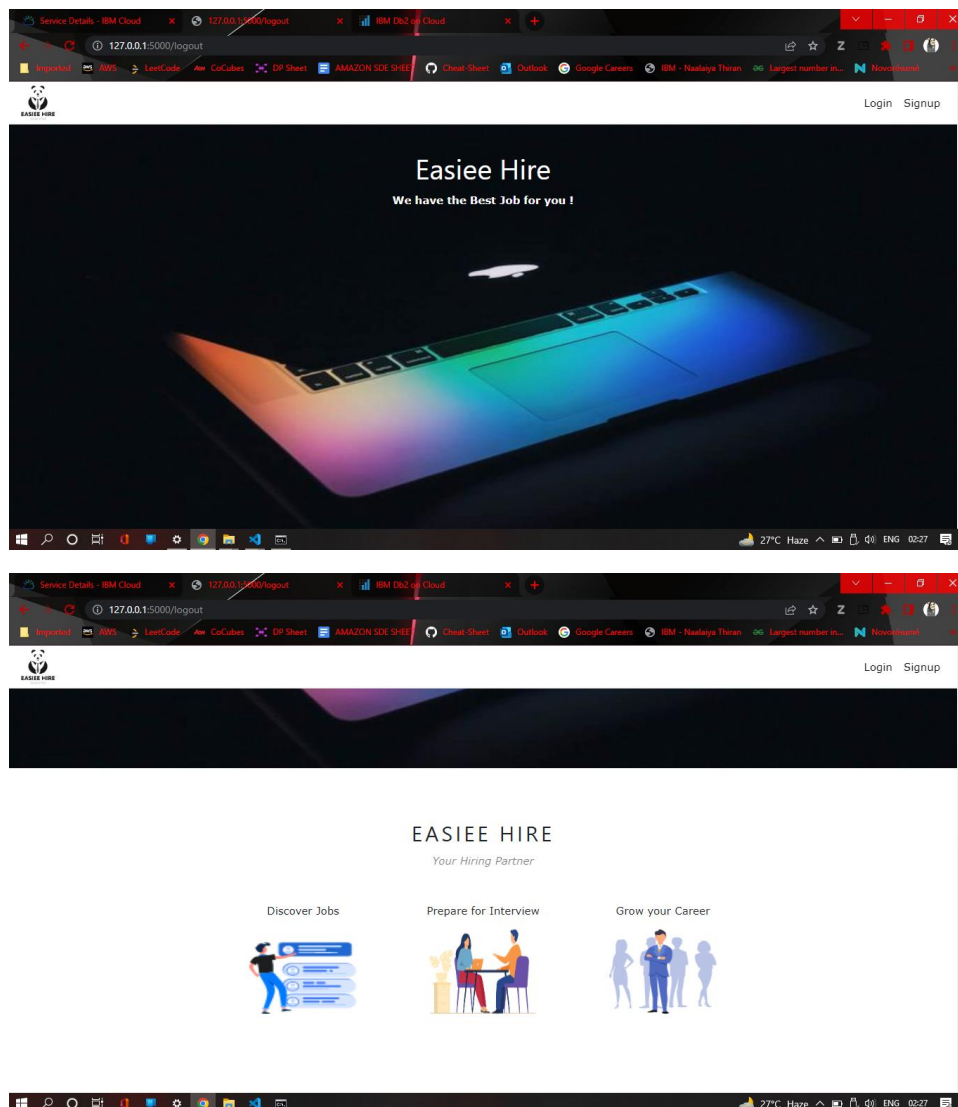 Service Details - IBM Cloud 127.0.0.1:5000/logout IBM Db2 on Cloud
127.0.0.1:5000/logout
Imported AWS LeetCode CoCubes DP Sheet AMAZON SDE SHEET Cheat-Sheet Outlook Google Careers IBM - Naalaiya Thiran Largest number in...
EASIEE HIRE
Login Signup
Easiee Hire
We have the Best Job for you !
27°C Haze ENG 02:27
Service Details - IBM Cloud 127.0.0.1:5000/logout IBM Db2 on Cloud
127.0.0.1:5000/logout
Imported AWS LeetCode CoCubes DP Sheet AMAZON SDE SHEET Cheat-Sheet Outlook Google Careers IBM - Naalaiya Thiran Largest number in...
EASIEE HIRE
Login Signup
EASIEE HIRE
Your Hiring Partner
Discover Jobs Prepare for Interview Grow your Career
27°C Haze ENG 02:27